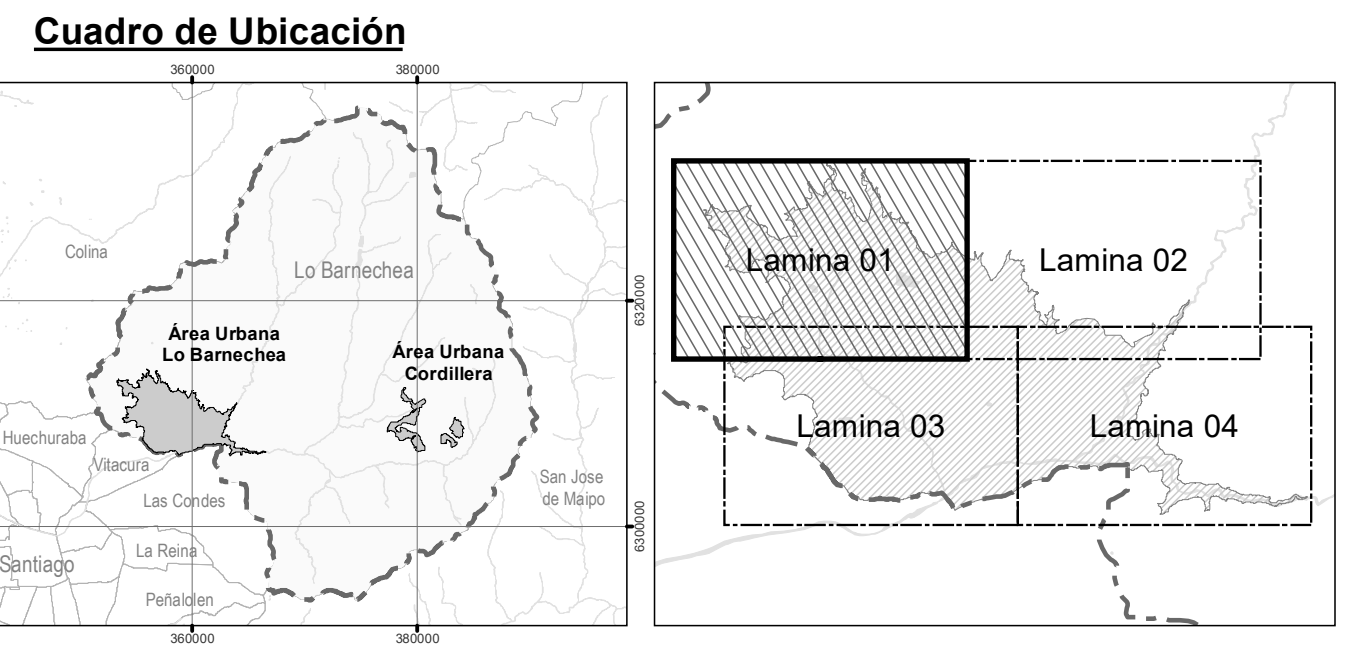 Cuadro de Ubicación
360000
380000
Colina
Lo Barnechea
6320000
Área Urbana
Lo Barnechea
Área Urbana
Cordillera
Huechuraba
Vitacura
Las Condes
San Jose
de Maipo
6300000
La Reina
Santiago
Peñalolen
360000
380000
Lamina 01
Lamina 02
Lamina 03
Lamina 04